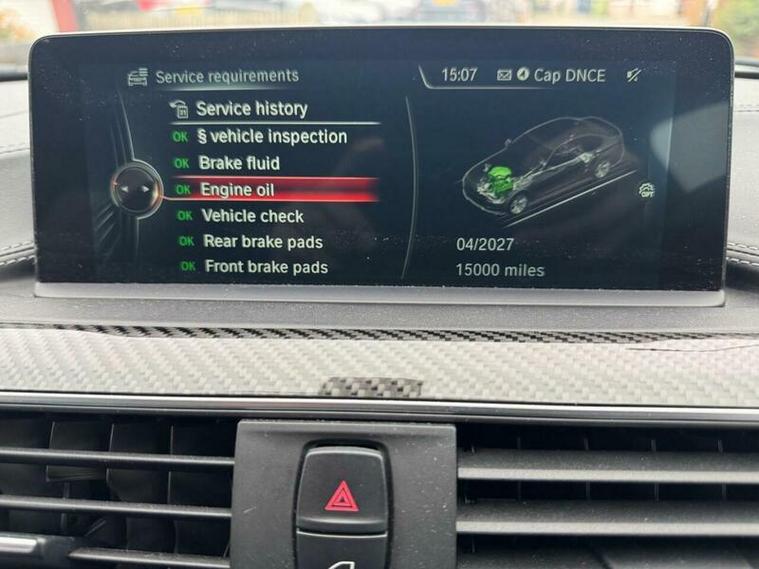 Service requirements
15:07 Cap DNCE
Service history
OK § vehicle inspection
OK Brake fluid
OK Engine oil
OK Vehicle check
OK Rear brake pads
OK Front brake pads
04/2027
15000 miles